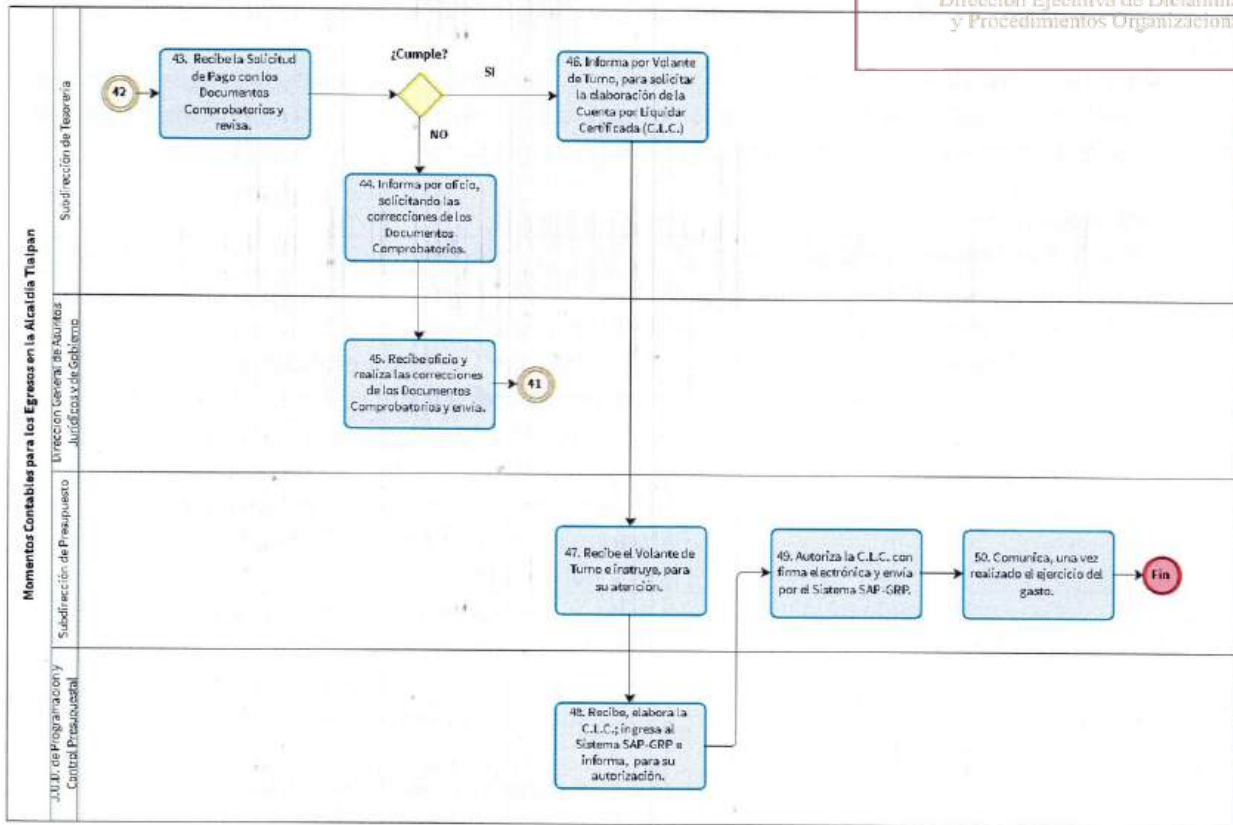 Dirección Ejecutiva de
y Procedimientos
Momentos Contables para los Egresos en la Alcaldía Tlalpan
Subdirección de Tesorería
42
43. Recibe la Solicitud
de Pago con los
Documentos
Comprobatorios y
revisa.
¿Cumple?
SI
NO
46. Informa por Volante
de Turno, para solicitar
la elaboración de la
Cuenta por Liquidar
Certificada (C.L.C.)
44. Informa por oficio,
solicitando las
correcciones de los
Documentos
Comprobatorios.
Dirección General de Asuntos
Jurídicos y de Gobierno
45. Recibe oficio y
realiza las correcciones
de los Documentos
Comprobatorios y envía.
41
Subdirección de Presupuesto
47. Recibe el Volante de
Turno e instruye, para
su atención.
49. Autoriza la C.L.C. con
firma electrónica y envía
por el Sistema SAP-GRP.
50. Comunica, una vez
realizado el ejercicio del
gasto.
Fin
J.U.D. de Programación y
Control Presupuestal
48. Recibe, elabora la
C.L.C.; ingresa al
Sistema SAP-GRP e
informa, para su
autorización.